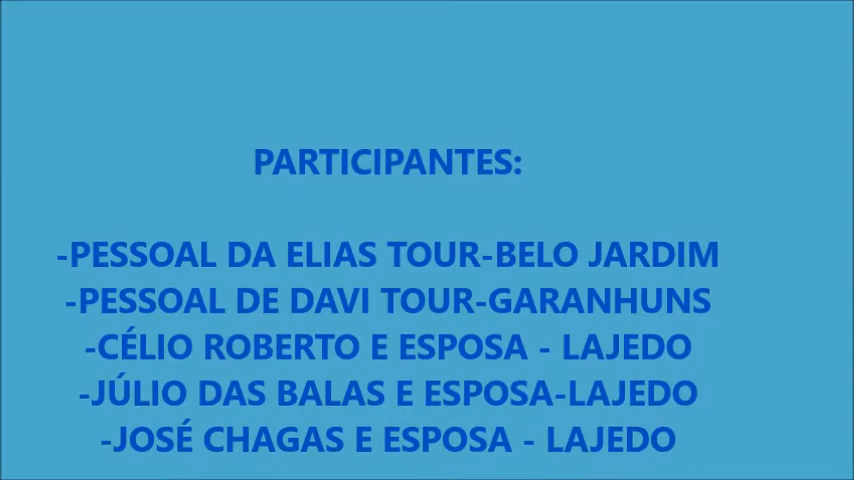 PARTICIPANTES:
-PESSOAL DA ELIAS TOUR-BELO JARDIM
-PESSOAL DE DAVI TOUR-GARANHUNS
-CÉLIO ROBERTO E ESPOSA - LAJEDO
-JÚLIO DAS BALAS E ESPOSA-LAJEDO
-JOSÉ CHAGAS E ESPOSA - LAJEDO